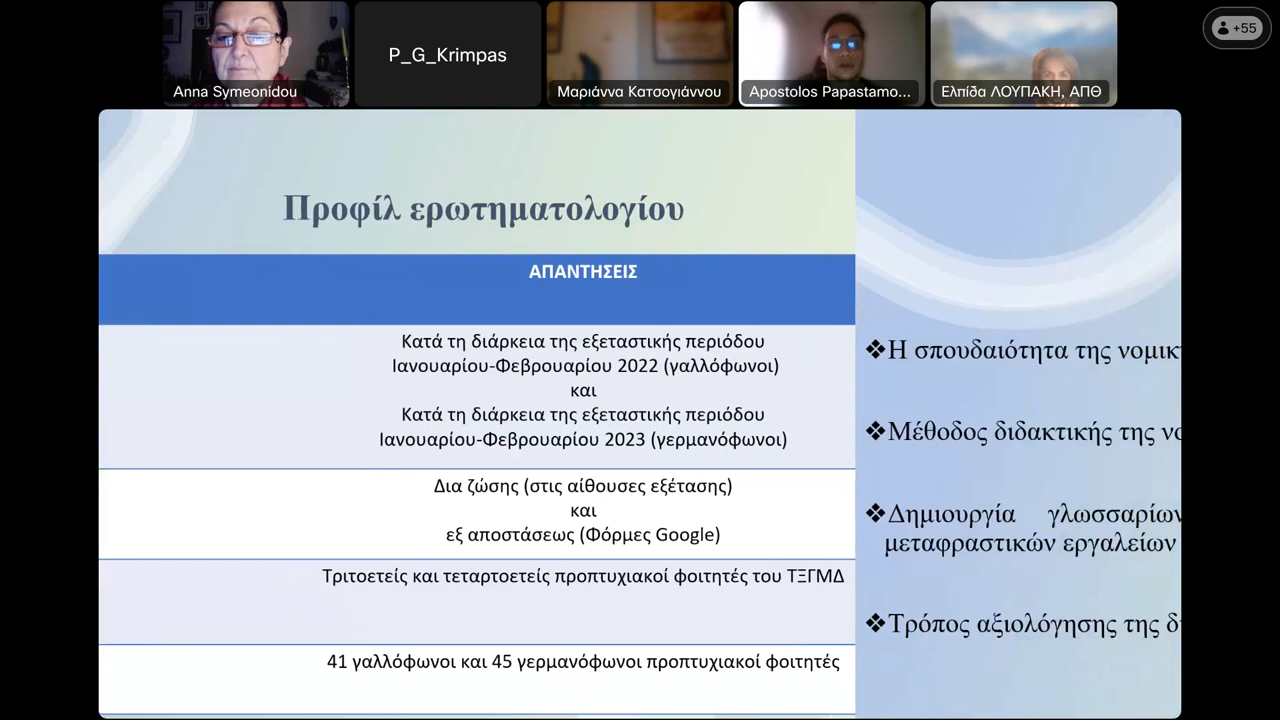 +55
Anna Symeonidou
P_G_Krimpas
Μαριάννα Κατσογιάννου
Apostolos Papastamo...
Ελπίδα ΛΟΥΠΑΚΗ, ΑΠΘ
Προφίλ ερωτηματολογίου
ΑΠΑΝΤΗΣΕΙΣ
Κατά τη διάρκεια της εξεταστικής περιόδου
Ιανουαρίου-Φεβρουαρίου 2022 (γαλλόφωνοι)
και
Κατά τη διάρκεια της εξεταστικής περιόδου
Ιανουαρίου-Φεβρουαρίου 2023 (γερμανόφωνοι)
Δια ζώσης (στις αίθουσες εξέτασης)
και
εξ αποστάσεως (Φόρμες Google)
Τριτοετείς και τεταρτοετείς προπτυχιακοί φοιτητές του ΤΞΓΜΔ
41 γαλλόφωνοι και 45 γερμανόφωνοι προπτυχιακοί φοιτητές
❖Η σπουδαιότητα της
❖Μέθοδος διδακτικής της
❖Δημιουργία γλωσσαρίων
μεταφραστικών εργαλείων
❖Τρόπος αξιολόγησης της